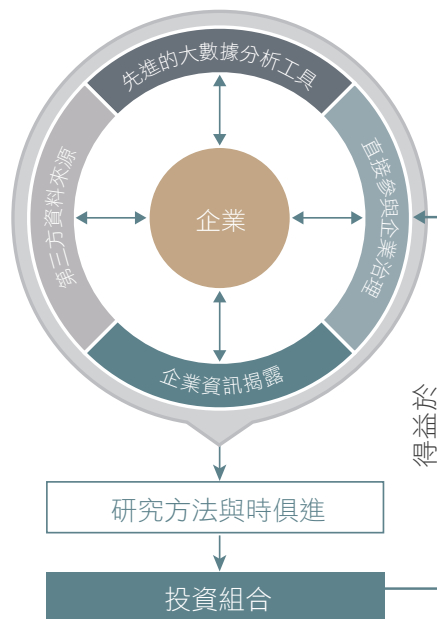 先進的大數據分析工具
第三方資料來源
企業
直接參與企業治理
企業資訊揭露
得益於
研究方法與時俱進
投資組合